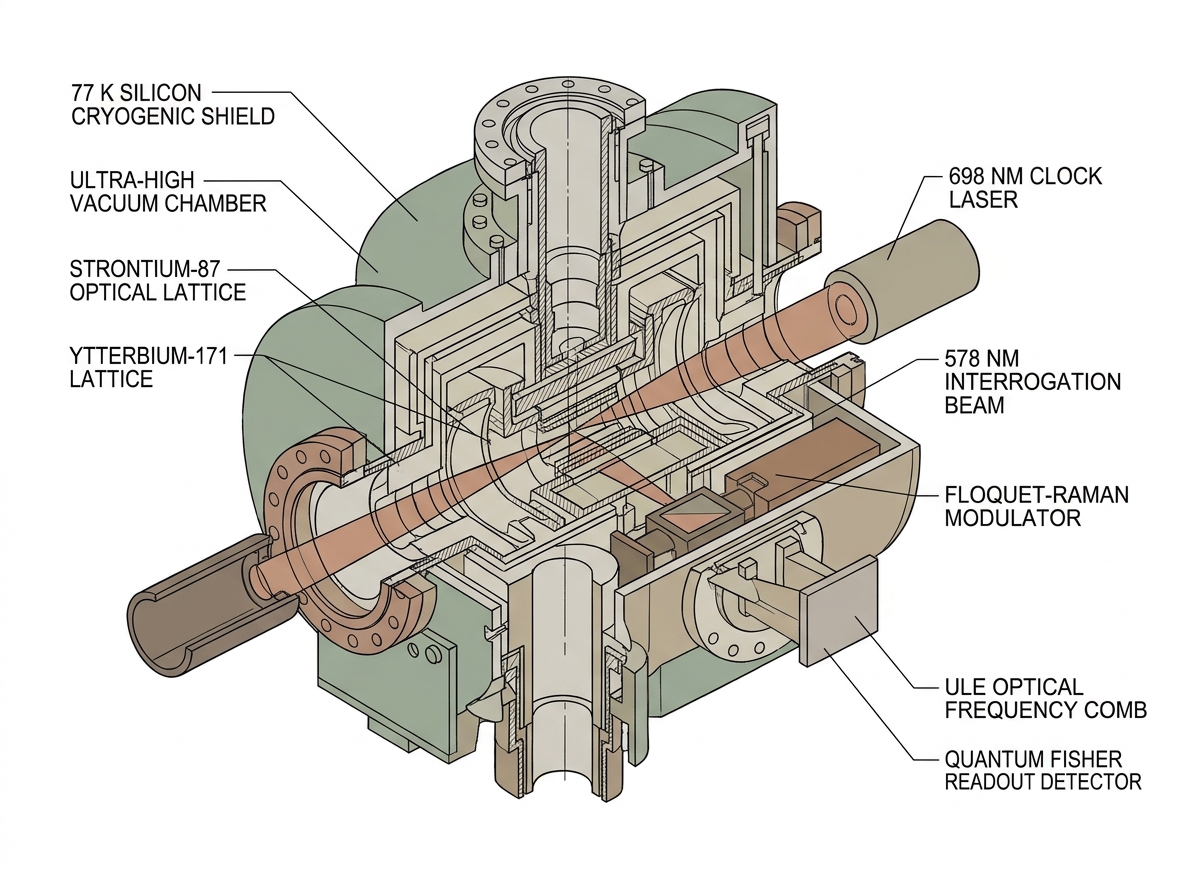 77 K SILICON
CRYOGENIC SHIELD
ULTRA-HIGH
VACUUM CHAMBER
STRONTIUM-87
OPTICAL LATTICE
YTTERBIUM-171
LATTICE
698 NM CLOCK
LASER
578 NM
INTERROGATION
BEAM
FLOQUET-RAMAN
MODULATOR
ULE OPTICAL
FREQUENCY COMB
QUANTUM FISHER
READOUT DETECTOR